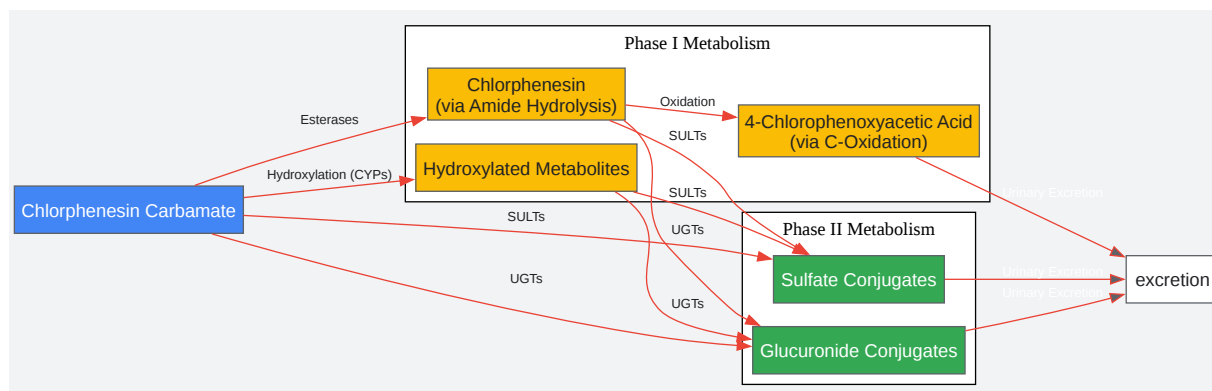 Phase I Metabolism
Chlorphenesin
(via Amide Hydrolysis)
Oxidation
4-Chlorophenoxyacetic Acid
(via C-Oxidation)
Esterases
SULTs
Hydroxylated Metabolites
Hydroxylation (CYPs)
Chlorphenesin Carbamate
SULTs
Urinary Excretion
SULTs
UGTs
Phase II Metabolism
Sulfate Conjugates
Urinary Excretion
excretion
UGTs
UGTs
Urinary Excretion
Glucuronide Conjugates